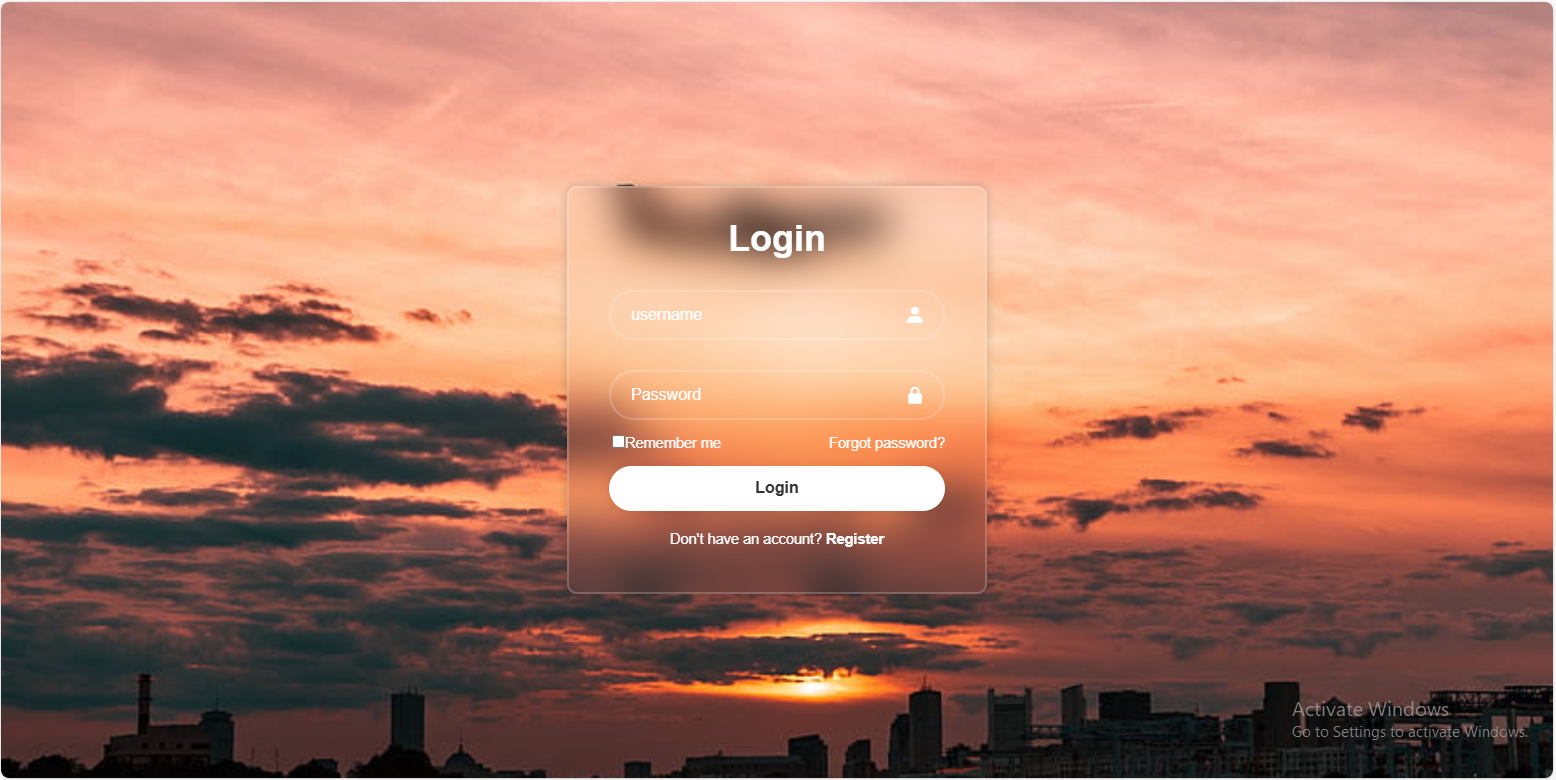 Login
username
Password
Remember me Forgot password?
Login
Don't have an account? Register
Activate Windows
Go to Settings to activate Windows.